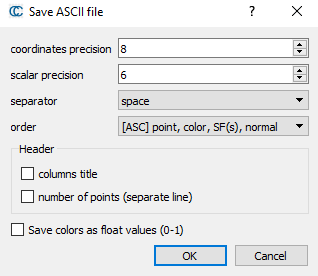 Save ASCII file
coordinates precision 8
scalar precision 6
separator space
order [ASC] point, color, SF(s), normal
Header
columns title
number of points (separate line)
Save colors as float values (0-1)
OK Cancel